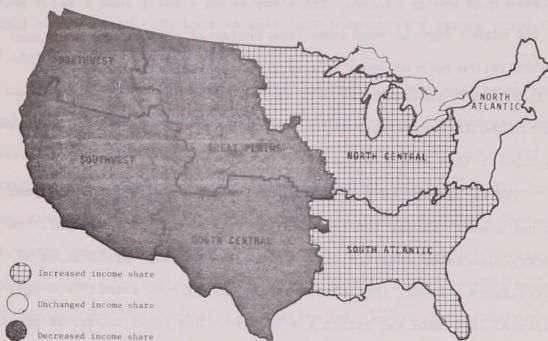 NORTHWEST
NORTH
ATLANTIC
SOUTHWEST
GREAT PLAINS
NORTH CENTRAL
SOUTH CENTRAL
SOUTH ATLANTIC
Increased income share
Unchanged income share
Decreased income share